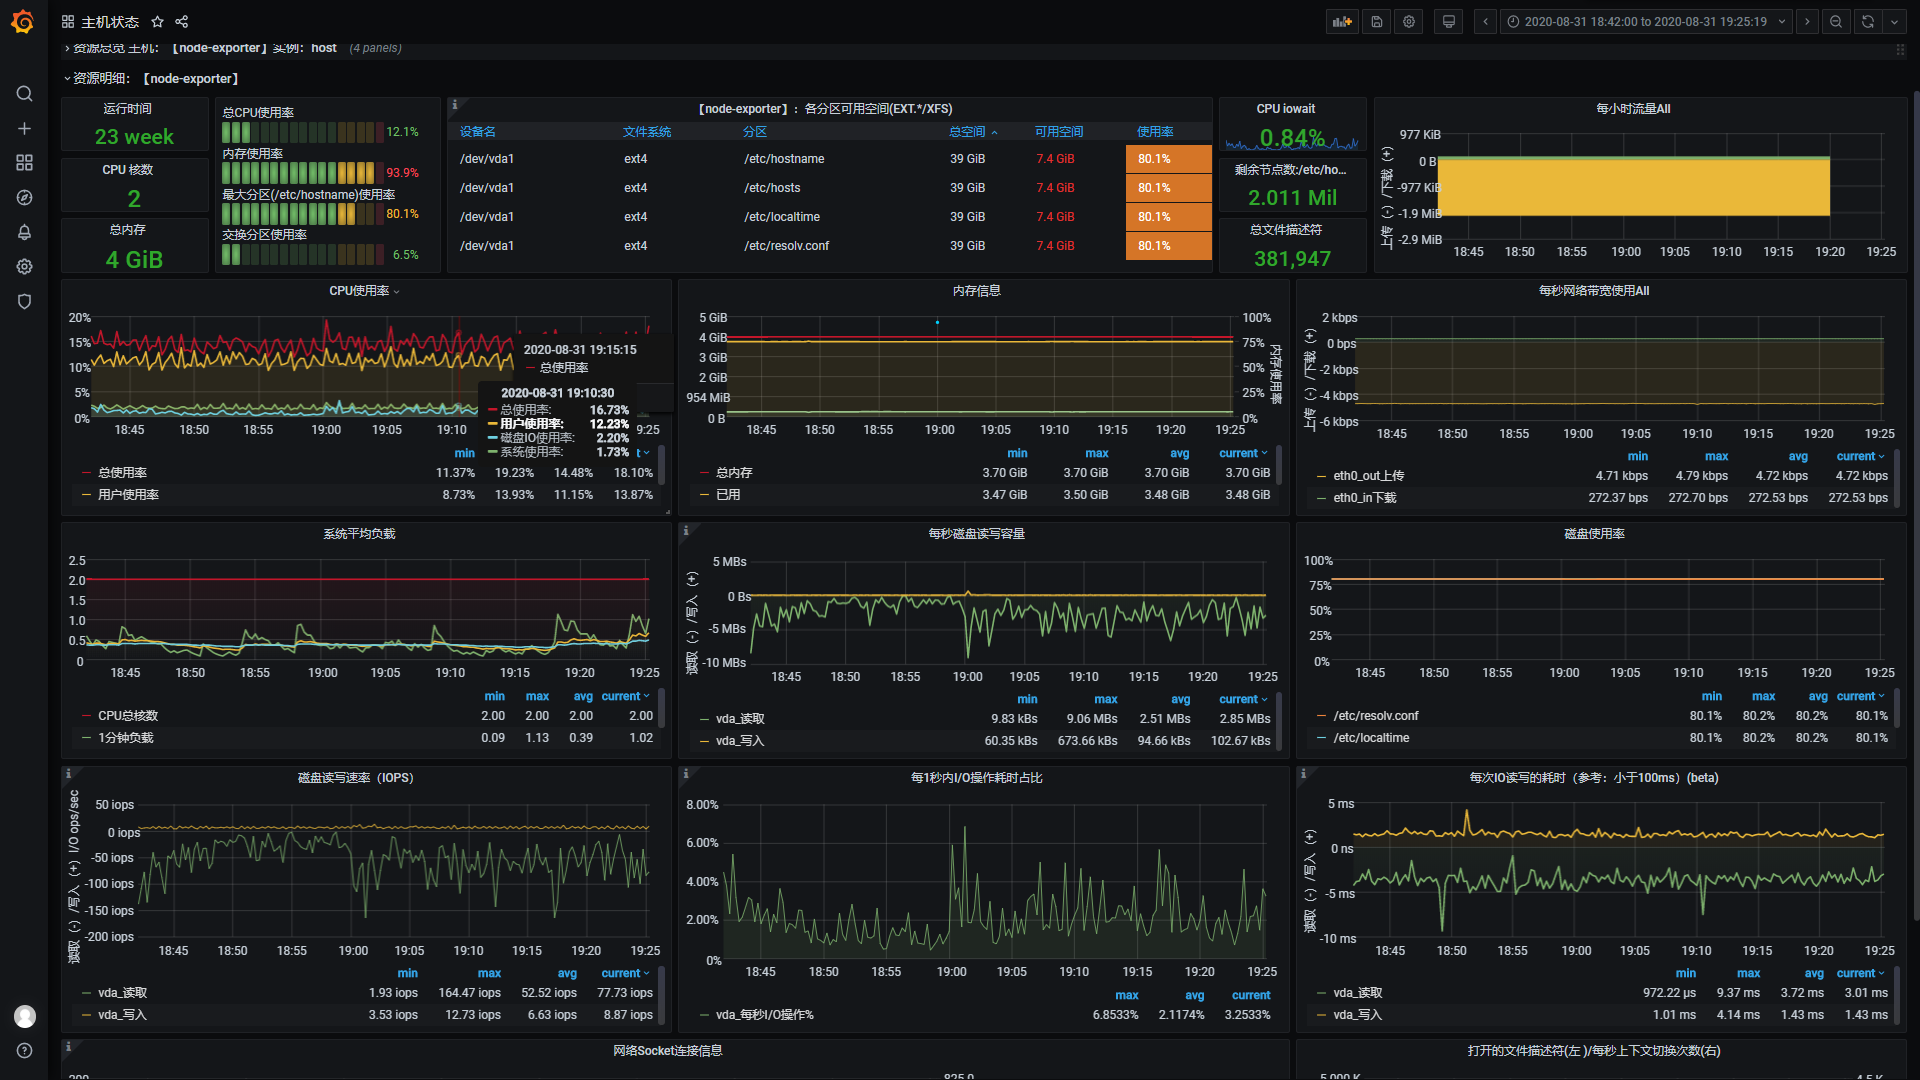 主机状态
2020-08-31 18:42:00 to 2020-08-31 19:25:19
资源总览 主机：【node-exporter】实例：host (4 panels)
资源明细：【node-exporter】
运行时间
23 week
CPU 核数
2
总内存
4 GiB
总CPU使用率
12.1%
内存使用率
93.9%
最大分区(/etc/hostname)使用率
80.1%
交换分区使用率
6.5%
【node-exporter】：各分区可用空间(EXT.*/XFS)
设备名 文件系统 分区 总空间 可用空间 使用率
/dev/vda1 ext4 /etc/hostname 39 GiB 7.4 GiB 80.1%
/dev/vda1 ext4 /etc/hosts 39 GiB 7.4 GiB 80.1%
/dev/vda1 ext4 /etc/localtime 39 GiB 7.4 GiB 80.1%
/dev/vda1 ext4 /etc/resolv.conf 39 GiB 7.4 GiB 80.1%
CPU iowait
0.84%
剩余节点数:/etc/ho...
2.011 Mil
总文件描述符
381,947
每小时流量All
上传（-）/下载（+）
977 KiB
0 B
-977 KiB
-1.9 MiB
-2.9 MiB
18:45 18:50 18:55 19:00 19:05 19:10 19:15 19:20 19:25
CPU使用率
20%
15%
10%
5%
0%
18:45 18:50 18:55 19:00 19:05 19:10 9:25
2020-08-31 19:15:15
总使用率
2020-08-31 19:10:30
总使用率: 16.73%
用户使用率: 12.23%
磁盘IO使用率: 2.20%
系统使用率: 1.73%
min t
总使用率 11.37% 19.23% 14.48% 18.10%
用户使用率 8.73% 13.93% 11.15% 13.87%
内存信息
5 GiB
4 GiB
3 GiB
2 GiB
954 MiB
0 B
100%
75%
50%
25%
0%
内存使用率
18:45 18:50 18:55 19:00 19:05 19:10 19:15 19:20 19:25
min max avg current
总内存 3.70 GiB 3.70 GiB 3.70 GiB 3.70 GiB
已用 3.47 GiB 3.50 GiB 3.48 GiB 3.48 GiB
每秒网络带宽使用All
上传（-）/下载（+）
2 kbps
0 bps
-2 kbps
-4 kbps
-6 kbps
18:45 18:50 18:55 19:00 19:05 19:10 19:15 19:20 19:25
min max avg current
eth0_out上传 4.71 kbps 4.79 kbps 4.72 kbps 4.72 kbps
eth0_in下载 272.37 bps 272.70 bps 272.53 bps 272.53 bps
系统平均负载
2.5
2.0
1.5
1.0
0.5
0
18:45 18:50 18:55 19:00 19:05 19:10 19:15 19:20 19:25
min max avg current
CPU总核数 2.00 2.00 2.00 2.00
1分钟负载 0.09 1.13 0.39 1.02
每秒磁盘读写容量
读取（-）/写入（+）
5 MBs
0 Bs
-5 MBs
-10 MBs
18:45 18:50 18:55 19:00 19:05 19:10 19:15 19:20 19:25
min max avg current
vda_读取 9.83 kBs 9.06 MBs 2.51 MBs 2.85 MBs
vda_写入 60.35 kBs 673.66 kBs 94.66 kBs 102.67 kBs
磁盘使用率
100%
75%
50%
25%
0%
18:45 18:50 18:55 19:00 19:05 19:10 19:15 19:20 19:25
min max avg current
/etc/resolv.conf 80.1% 80.2% 80.2% 80.1%
/etc/localtime 80.1% 80.2% 80.2% 80.1%
磁盘读写速率（IOPS）
读取（-）/写入（+）I/O ops/sec
50 iops
0 iops
-50 iops
-100 iops
-150 iops
-200 iops
18:45 18:50 18:55 19:00 19:05 19:10 19:15 19:20 19:25
min max avg current
vda_读取 1.93 iops 164.47 iops 52.52 iops 77.73 iops
vda_写入 3.53 iops 12.73 iops 6.63 iops 8.87 iops
每1秒内I/O操作耗时占比
8.00%
6.00%
4.00%
2.00%
0%
18:45 18:50 18:55 19:00 19:05 19:10 19:15 19:20 19:25
max avg current
vda_每秒I/O操作% 6.8533% 2.1174% 3.2533%
每次IO读写的耗时（参考：小于100ms）(beta)
读取（-）/写入（+）
5 ms
0 ns
-5 ms
-10 ms
18:45 18:50 18:55 19:00 19:05 19:10 19:15 19:20 19:25
min max avg current
vda_读取 972.22 µs 9.37 ms 3.72 ms 3.01 ms
vda_写入 1.01 ms 4.14 ms 1.43 ms 1.43 ms
网络Socket连接信息
200 825.0
打开的文件描述符(左 )/每秒上下文切换次数(右)
5.000 K 4.5 K